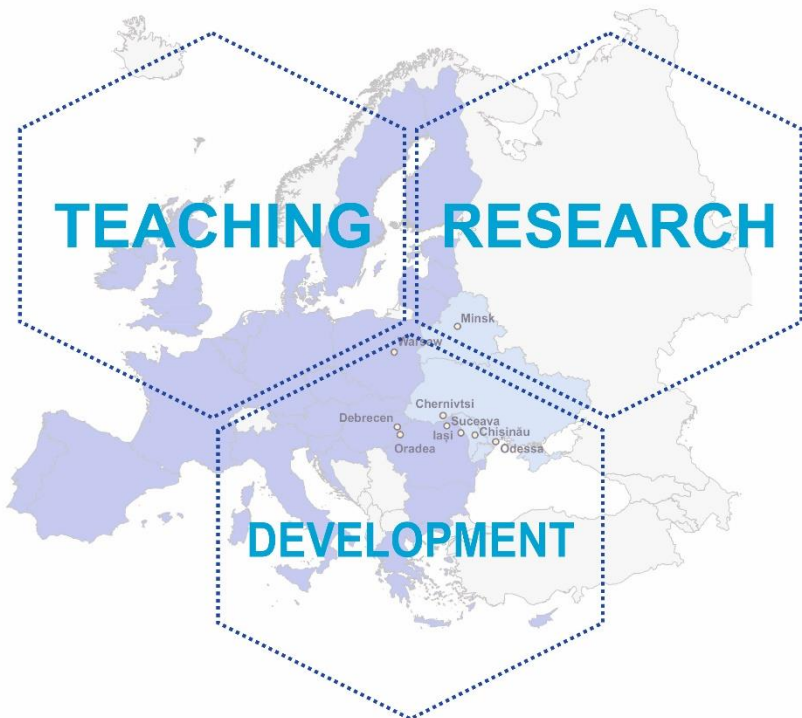 TEACHING
RESEARCH
Minsk
Warsaw
Chernivtsi
Debrecen
Suceava
Iași
Chișinău
Oradea
Odessa
DEVELOPMENT